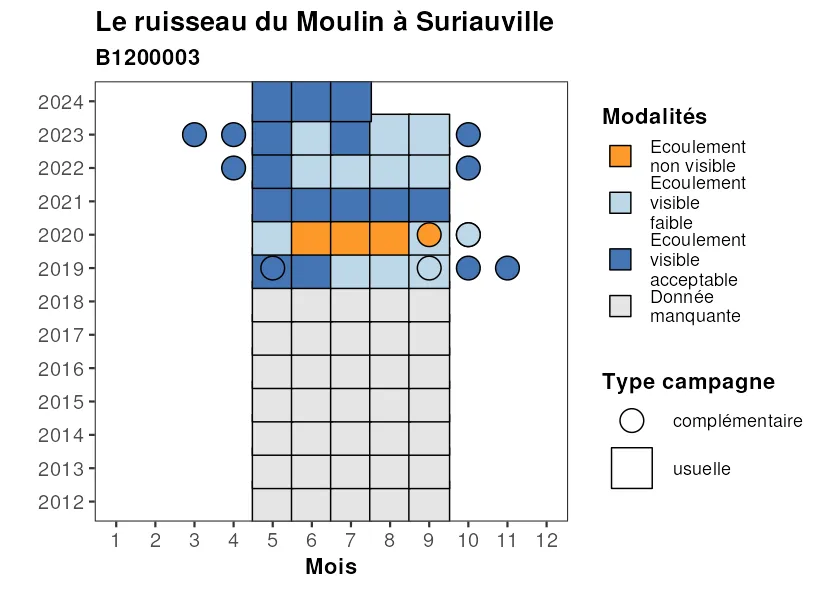 Le ruisseau du Moulin à Suriauville
B1200003
2024
2023
2022
2021
2020
2019
2018
2017
2016
2015
2014
2013
2012
1 2 3 4 5 6 7 8 9 10 11 12
Mois
Modalités
Ecoulement
non visible
Ecoulement
visible
faible
Ecoulement
visible
acceptable
Donnée
manquante
Type campagne
complémentaire
usuelle